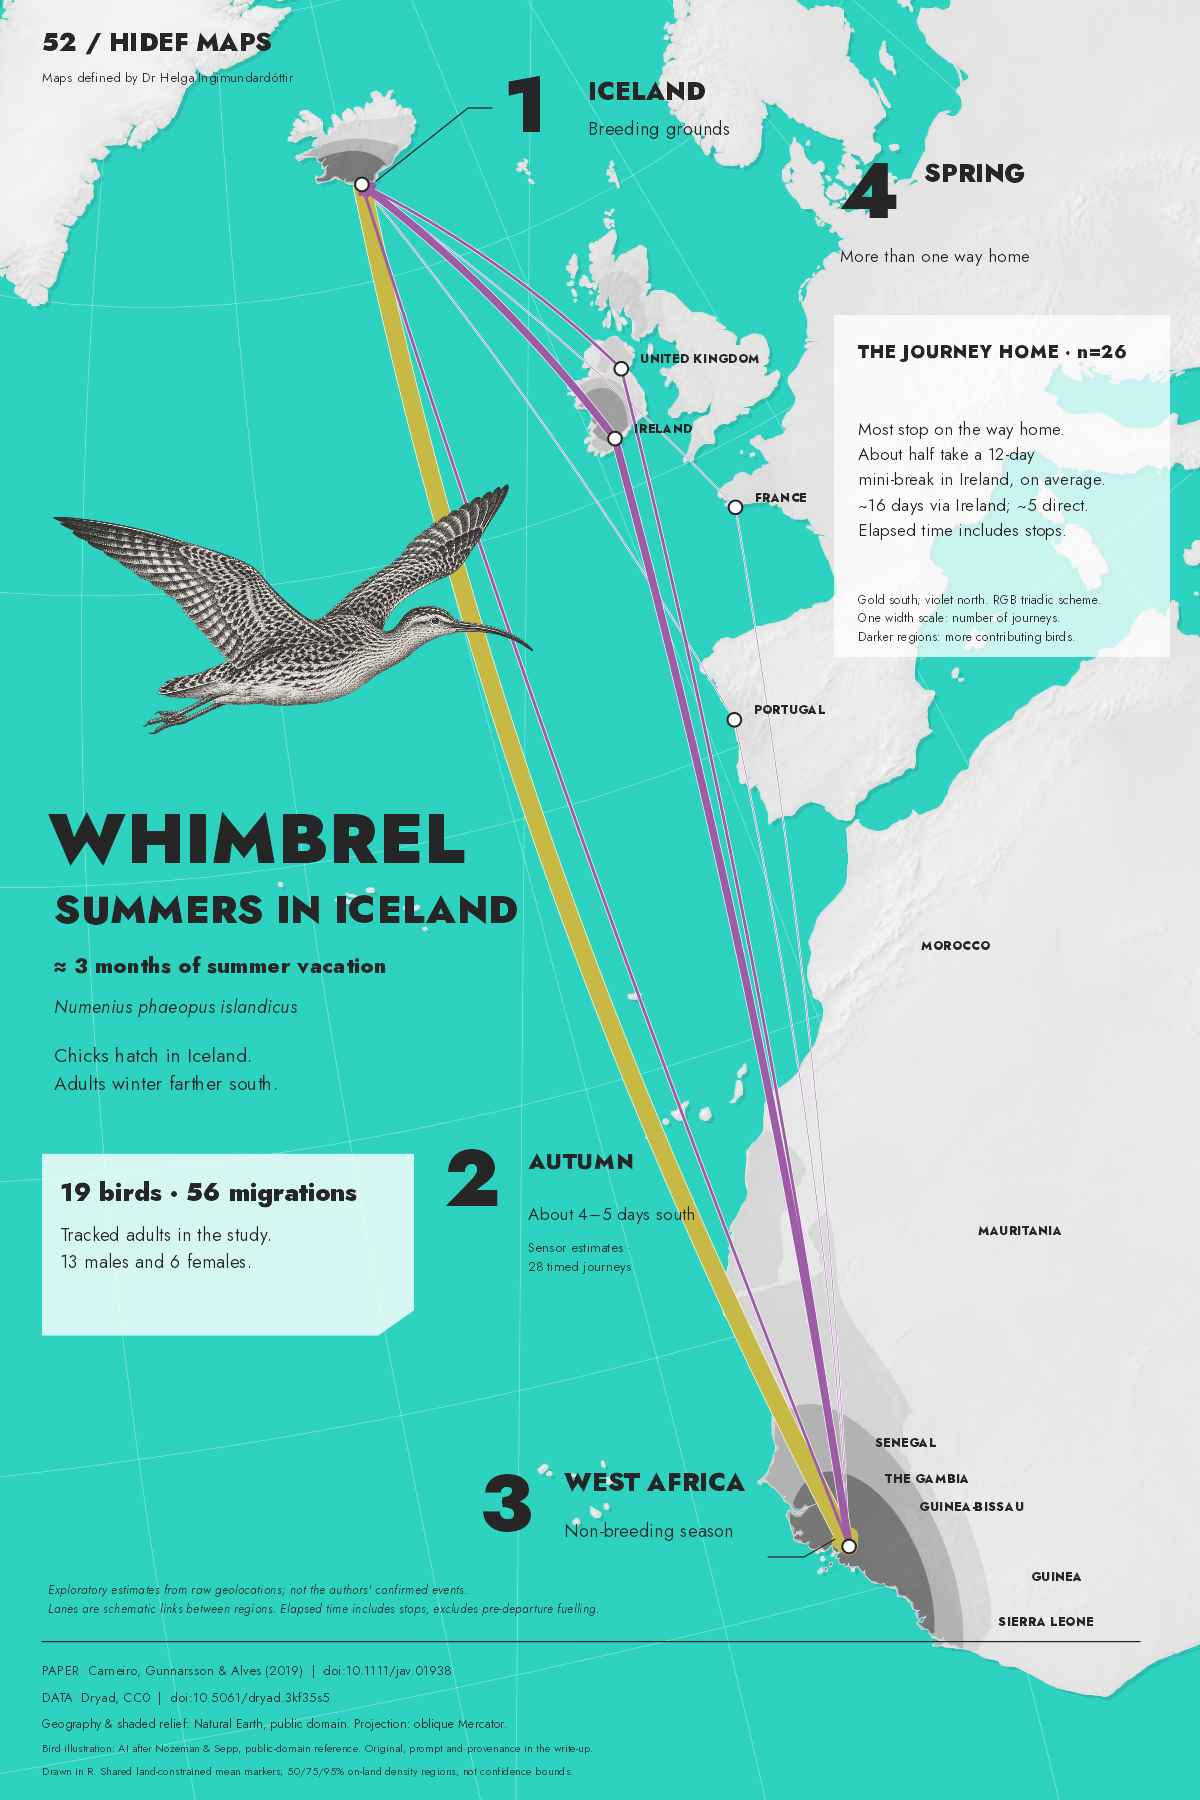 52 / HIDEF MAPS
Maps defined by Dr Helga Ingimundardóttir
1
ICELAND
Breeding grounds
4
SPRING
More than one way home
THE JOURNEY HOME · n=26
Most stop on the way home.
About half take a 12-day
mini-break in Ireland, on average.
~16 days via Ireland; ~5 direct.
Elapsed time includes stops.
Gold south; violet north. RGB triadic scheme.
One width scale: number of journeys.
Darker regions: more contributing birds.
UNITED KINGDOM
IRELAND
FRANCE
PORTUGAL
WHIMBREL
SUMMERS IN ICELAND
≈ 3 months of summer vacation
Numenius phaeopus islandicus
Chicks hatch in Iceland.
Adults winter farther south.
MOROCCO
19 birds · 56 migrations
Tracked adults in the study.
13 males and 6 females.
2
AUTUMN
About 4–5 days south
Sensor estimates ·
28 timed journeys
MAURITANIA
SENEGAL
THE GAMBIA
GUINEA-BISSAU
GUINEA
SIERRA LEONE
3
WEST AFRICA
Non-breeding season
Exploratory estimates from raw geolocations; not the authors' confirmed events.
Lanes are schematic links between regions. Elapsed time includes stops, excludes pre-departure fuelling.
PAPER Carneiro, Gunnarsson & Alves (2019) | doi:10.1111/jav.01938
DATA Dryad, CC0 | doi:10.5061/dryad.3kf35s5
Geography & shaded relief: Natural Earth, public domain. Projection: oblique Mercator.
Bird illustration: AI after Nozeman & Sepp, public-domain reference. Original, prompt and provenance in the write-up.
Drawn in R. Shared land-constrained mean markers; 50/75/95% on-land density regions, not confidence bounds.